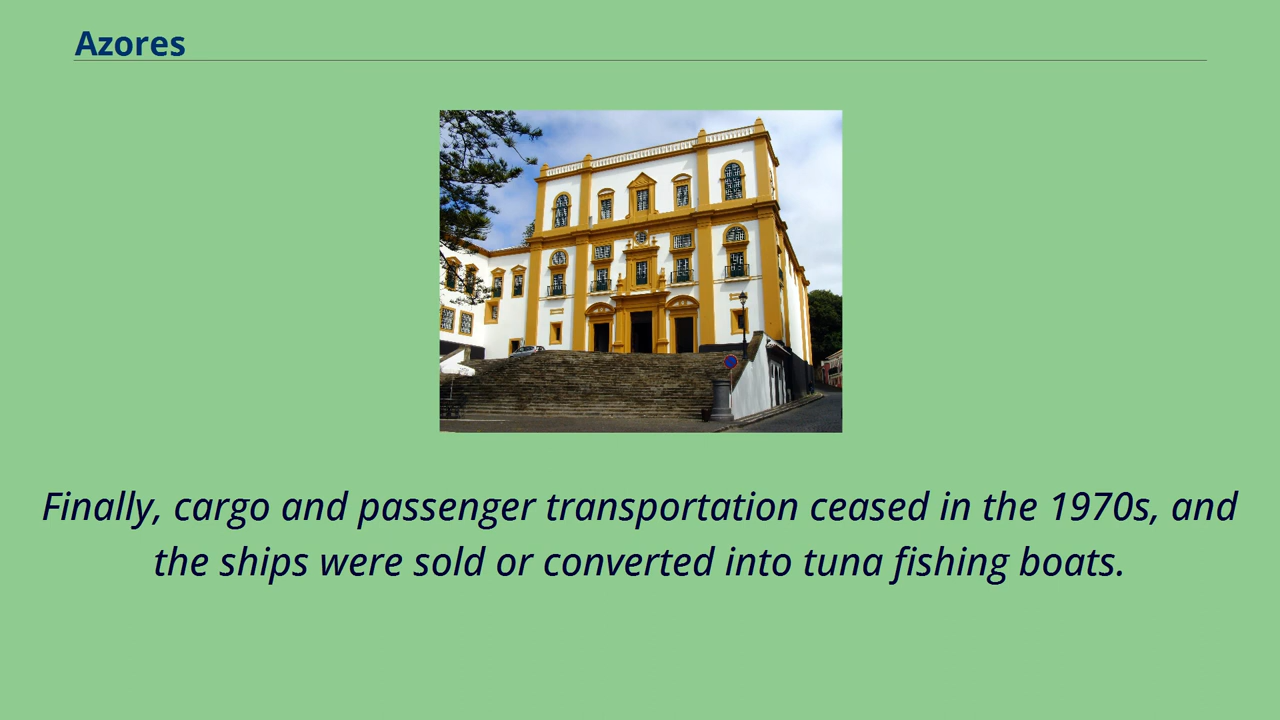 Azores
Finally, cargo and passenger transportation ceased in the 1970s, and
the ships were sold or converted into tuna fishing boats.